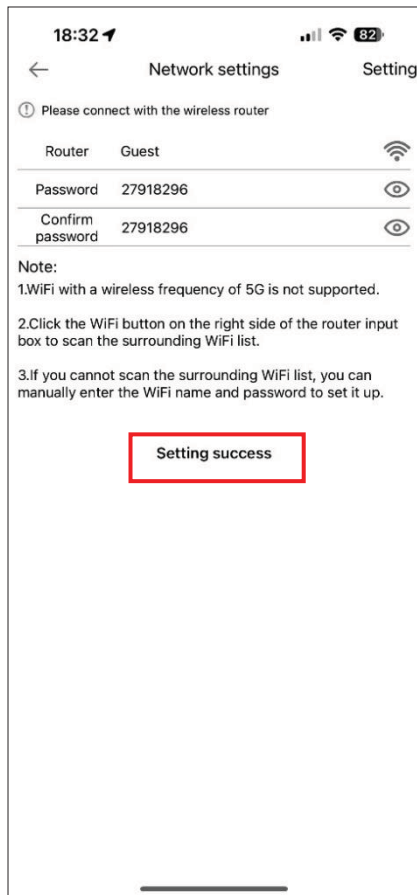 18:32 82
Network settings Setting
Please connect with the wireless router
Router Guest
Password 27918296
Confirm
password 27918296
Note:
1.WiFi with a wireless frequency of 5G is not supported.
2.Click the WiFi button on the right side of the router input
box to scan the surrounding WiFi list.
3.If you cannot scan the surrounding WiFi list, you can
manually enter the WiFi name and password to set it up.
Setting success